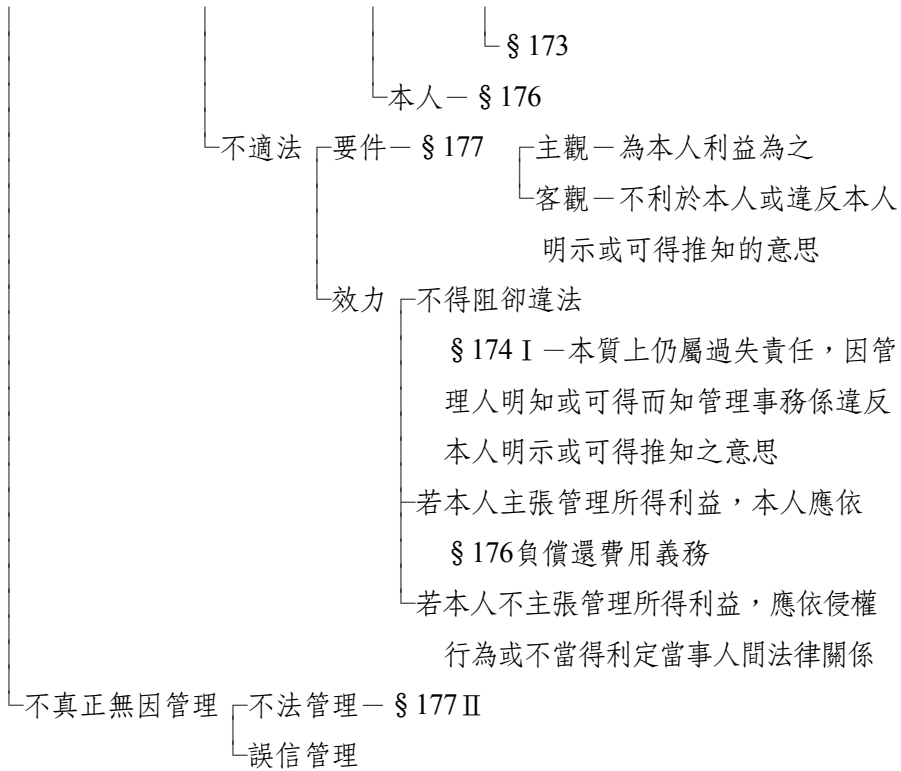 §173
本人－§176
不適法 要件－§177 主觀－為本人利益為之
客觀－不利於本人或違反本人
明示或可得推知的意思
效力 不得阻卻違法
§174Ⅰ－本質上仍屬過失責任，因管
理人明知或可得而知管理事務係違反
本人明示或可得推知之意思
若本人主張管理所得利益，本人應依
§176負償還費用義務
若本人不主張管理所得利益，應依侵權
行為或不當得利定當事人間法律關係
不真正無因管理 不法管理－§177Ⅱ
誤信管理